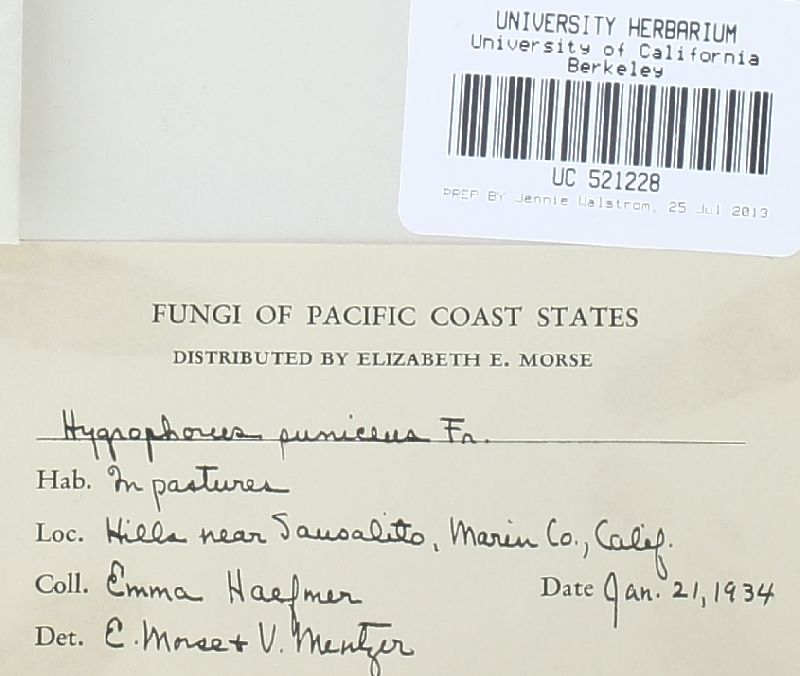 UNIVERSITY HERBARIUM
University of California
Berkeley
UC 521228
PREP BY Jennie Walstrom, 25 Jul 2013
FUNGI OF PACIFIC COAST STATES
DISTRIBUTED BY ELIZABETH E. MORSE
Hygrophorus puniceus Fr.
Hab. In pastures
Loc. Hills near Sausalito, Marin Co., Calif.
Coll. Emma Haefner Date Jan. 21, 1934
Det. E. Morse + V. Mentzer